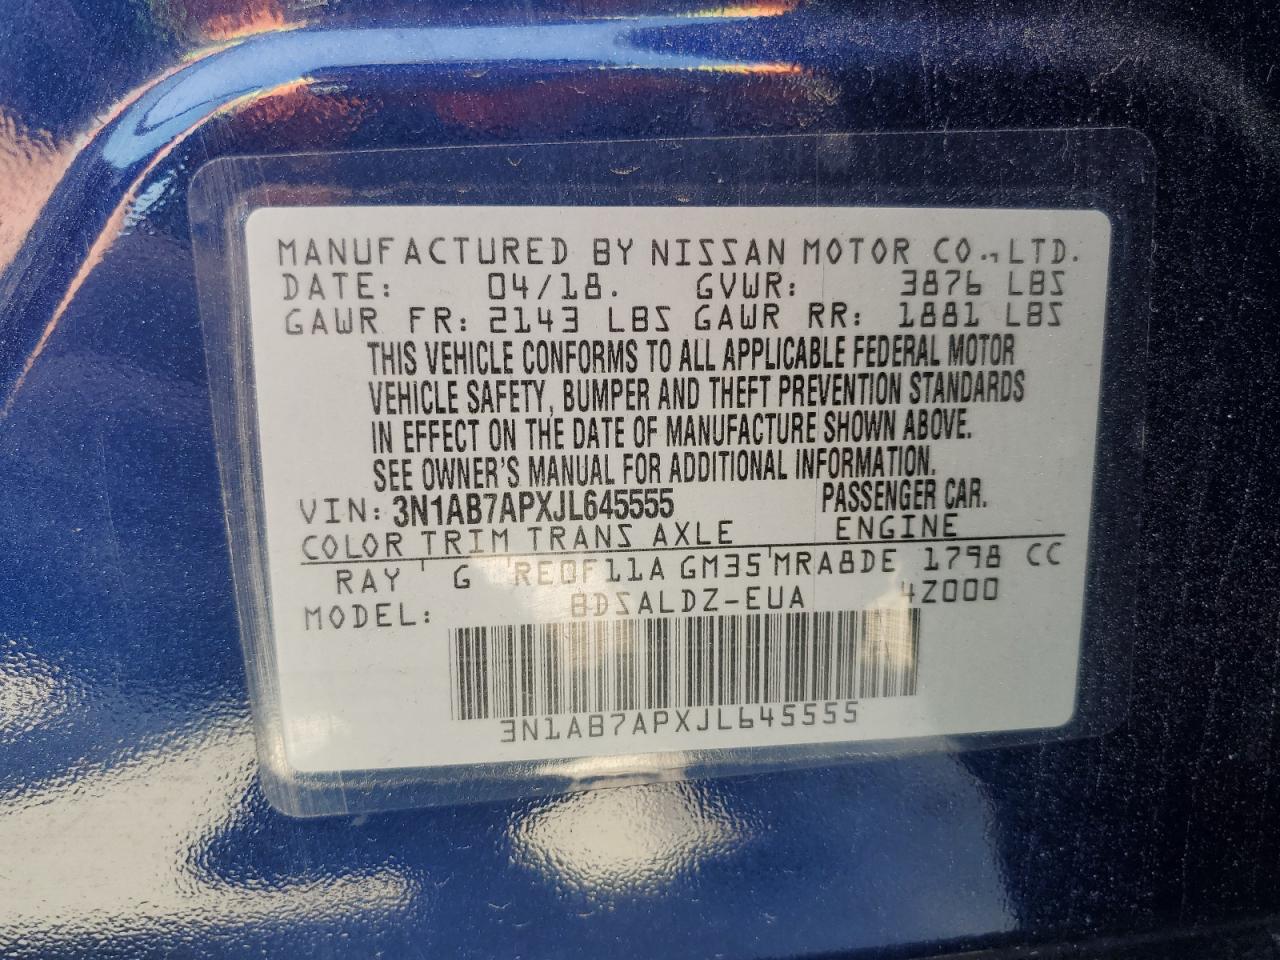 MANUFACTURED BY NISSAN MOTOR CO., LTD.
DATE: 04/18. GVWR: 3876 LBS
GAWR FR: 2143 LBS GAWR RR: 1881 LBS
THIS VEHICLE CONFORMS TO ALL APPLICABLE FEDERAL MOTOR
VEHICLE SAFETY, BUMPER AND THEFT PREVENTION STANDARDS
IN EFFECT ON THE DATE OF MANUFACTURE SHOWN ABOVE.
SEE OWNER'S MANUAL FOR ADDITIONAL INFORMATION.
VIN: 3N1AB7APXJL645555 PASSENGER CAR.
COLOR TRIM TRANS AXLE ENGINE
RAY ' G ' RE0F11A GM35 ' MRA8DE 1798 CC
MODEL: BDSALDZ-EUA 4Z000
3N1AB7APXJL645555